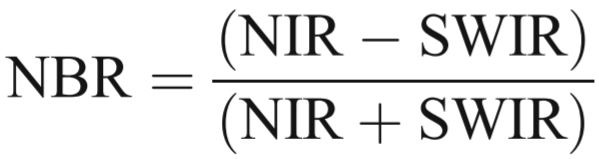 NBR = (NIR − SWIR) / (NIR + SWIR)